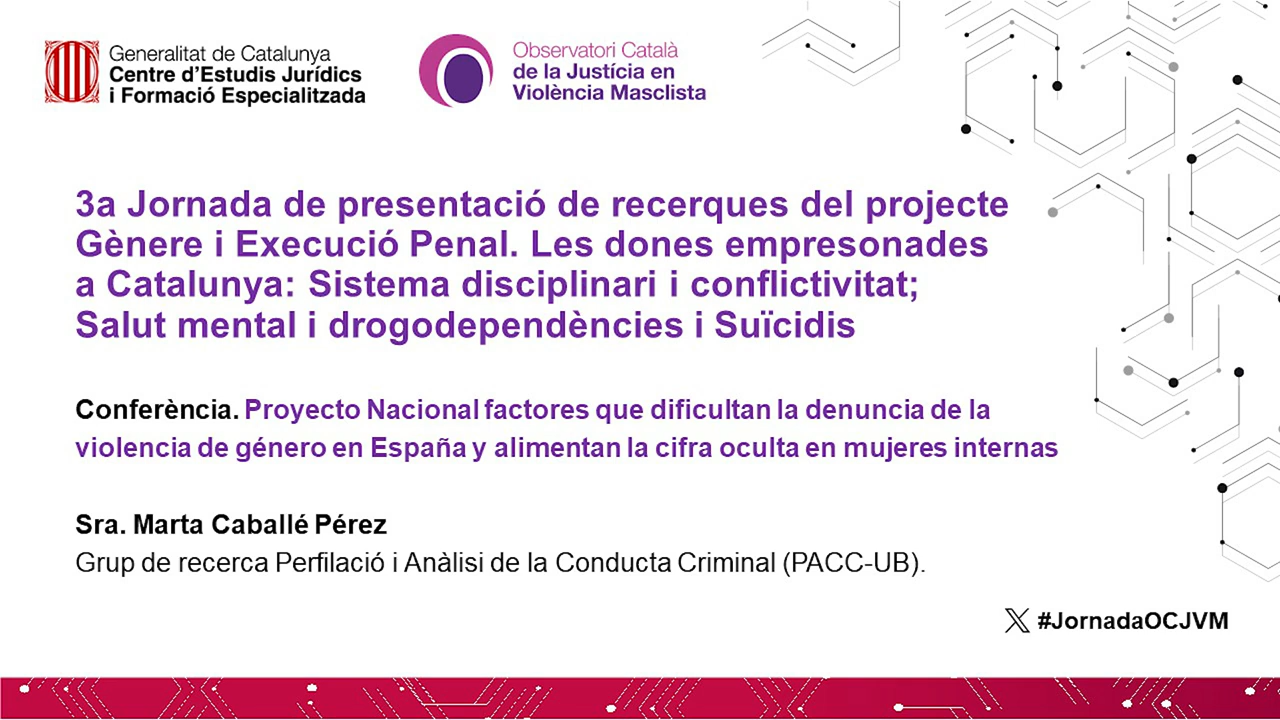 Generalitat de Catalunya
Centre d'Estudis Jurídics
i Formació Especialitzada
Observatori Català
de la Justícia en
Violència Masclista
3a Jornada de presentació de recerques del projecte
Gènere i Execució Penal. Les dones empresonades
a Catalunya: Sistema disciplinari i conflictivitat;
Salut mental i drogodependències i Suïcidis
Conferència. Proyecto Nacional factores que dificultan la denuncia de la
violencia de género en España y alimentan la cifra oculta en mujeres internas
Sra. Marta Caballé Pérez
Grup de recerca Perfilació i Anàlisi de la Conducta Criminal (PACC-UB).
#JornadaOCJVM